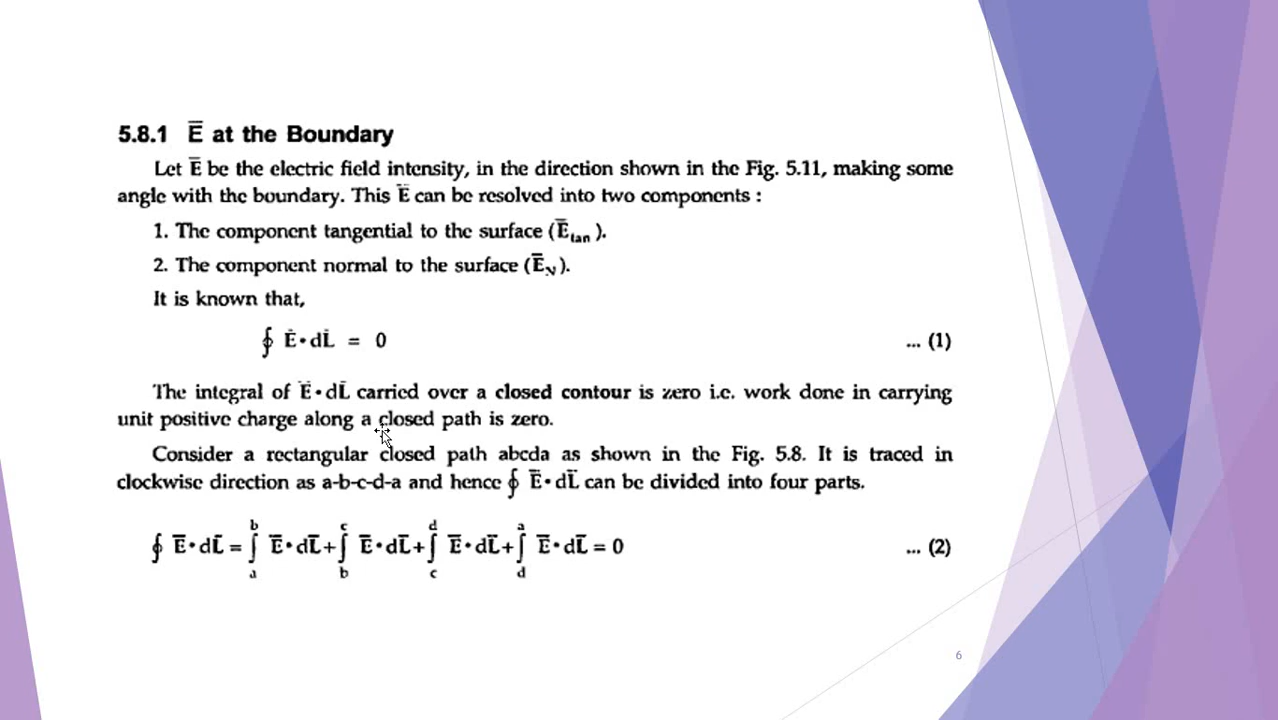 5.8.1 E̅ at the Boundary
Let E̅ be the electric field intensity, in the direction shown in the Fig. 5.11, making some
angle with the boundary. This E̅ can be resolved into two components :
1. The component tangential to the surface (E̅tan ).
2. The component normal to the surface (E̅N ).
It is known that,
∮ E̅ • dL̅ = 0 ... (1)
The integral of E̅ • dL̅ carried over a closed contour is zero i.e. work done in carrying
unit positive charge along a closed path is zero.
Consider a rectangular closed path abcda as shown in the Fig. 5.8. It is traced in
clockwise direction as a-b-c-d-a and hence ∮ E̅ • dL̅ can be divided into four parts.
∮ E̅ • dL̅ = ∫_a^b E̅ • dL̅ + ∫_b^c E̅ • dL̅ + ∫_c^d E̅ • dL̅ + ∫_d^a E̅ • dL̅ = 0 ... (2)
6